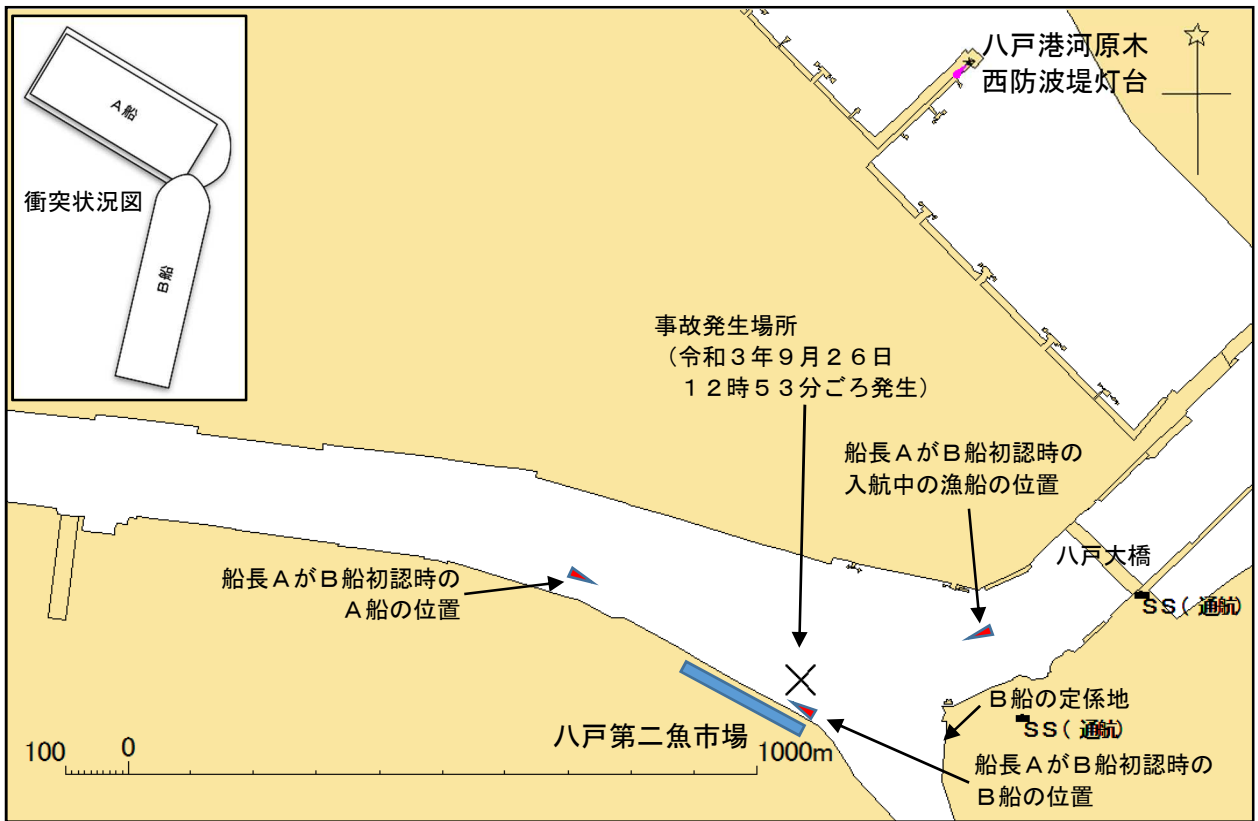 A船
B船
衝突状況図
八戸港河原木
西防波堤灯台
事故発生場所
（令和３年９月２６日
１２時５３分ごろ発生）
船長ＡがＢ船初認時の
入航中の漁船の位置
八戸大橋
SS(通航)
船長ＡがＢ船初認時の
Ａ船の位置
Ｂ船の定係地
SS(通航)
八戸第二魚市場
船長ＡがＢ船初認時の
Ｂ船の位置
100 0 1000m